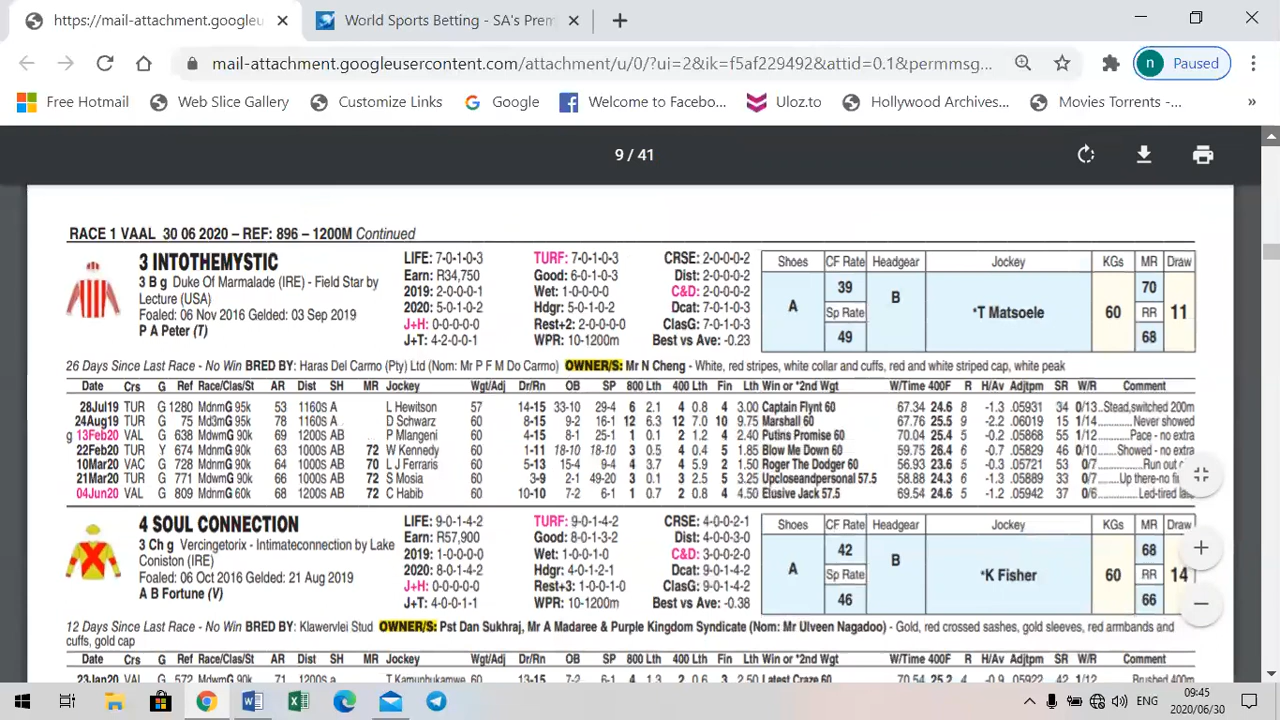 https://mail-attachment.googleu
World Sports Betting - SA's Prem
mail-attachment.googleusercontent.com/attachment/u/0/?ui=2&ik=f5af229492&attid=0.1&permmsg...
n Paused
Free Hotmail Web Slice Gallery Customize Links Google Welcome to Facebo... Uloz.to Hollywood Archives... Movies Torrents -... »
9 / 41
RACE 1 VAAL 30 06 2020 – REF: 896 – 1200M Continued
3 INTOTHEMYSTIC
3 B g Duke Of Marmalade (IRE) - Field Star by
Lecture (USA)
Foaled: 06 Nov 2016 Gelded: 03 Sep 2019
P A Peter (T)
LIFE: 7-0-1-0-3 TURF: 7-0-1-0-3 CRSE: 2-0-0-0-2
Earn: R34,750 Good: 6-0-1-0-3 Dist: 2-0-0-0-2
2019: 2-0-0-0-1 Wet: 1-0-0-0-0 C&D: 2-0-0-0-2
2020: 5-0-1-0-2 Hdgr: 5-0-1-0-2 Dcat: 7-0-1-0-3
J+H: 0-0-0-0-0 Rest+2: 2-0-0-0-0 ClasG: 7-0-1-0-3
J+T: 4-2-0-0-1 WPR: 10-1200m Best vs Ave: -0.23
Shoes CF Rate Headgear Jockey KGs MR Draw
A 39 B *T Matsoele 60 70 11
Sp Rate RR
49 68
26 Days Since Last Race - No Win BRED BY: Haras Del Carmo (Pty) Ltd (Nom: Mr P F M Do Carmo) OWNER/S: Mr N Cheng - White, red stripes, white collar and cuffs, red and white striped cap, white peak
Date Crs G Ref Race/Clas/St AR Dist SH MR Jockey Wgt/Adj Dr/Rn OB SP 800 Lth 400 Lth Fin Lth Win or *2nd Wgt W/Time 400F R H/Av Adjtpm SR W/R Comment
28Jul19 TUR G 1280 MdnmG 95k 53 1160S A L Hewitson 57 14-15 33-10 29-4 6 2.1 4 0.8 4 3.00 Captain Flynt 60 67.34 24.6 8 -1.3 .05931 34 0/13 ..Stead,switched 200m
24Aug19 TUR G 75 Md3mG 95k 78 1160S A D Schwarz 60 8-15 9-2 16-1 12 6.3 12 7.0 10 9.75 Marshall 60 67.76 25.5 9 -2.2 .06019 15 1/14 ....Never showed
g 13Feb20 VAL G 638 MdwmG 90k 69 1200S AB P Mlangeni 60 4-15 8-1 25-1 1 0.1 2 1.2 4 2.40 Putins Promise 60 70.04 25.4 5 -0.2 .05868 55 1/12 ....Pace - no extra
22Feb20 TUR Y 674 MdnmG 90k 64 1200S AB 72 W Kennedy 60 1-11 18-10 18-10 3 0.5 4 0.4 5 1.85 Blow Me Down 60 59.75 26.4 6 -0.7 .05829 46 0/10 ..Showed - no extra
10Mar20 VAC G 728 MdnmG 90k 64 1000S AB 70 L J Ferraris 60 5-13 15-4 9-4 4 3.7 4 5.9 2 1.50 Roger The Dodger 60 56.93 23.6 5 -0.3 .05721 53 0/7
21Mar20 TUR G 771 MdnmG 90k 65 1000S AB 72 S Mosia 60 3-9 2-1 49-20 3 0.1 3 2.5 5 3.25 Upcloseandpersonal 57.5 58.88 24.3 6 -1.3 .05889 33 0/7
04Jun20 VAL G 809 MdnmG 60k 68 1200S AB 72 C Habib 60 10-10 7-2 6-1 1 0.7 2 0.8 4 4.50 Elusive Jack 57.5 69.54 24.6 5 -1.2 .05942 37 0/6
4 SOUL CONNECTION
3 Ch g Vercingetorix - Intimateconnection by Lake
Coniston (IRE)
Foaled: 06 Oct 2016 Gelded: 21 Aug 2019
A B Fortune (V)
LIFE: 9-0-1-4-2 TURF: 9-0-1-4-2 CRSE: 4-0-0-2-1
Earn: R57,900 Good: 8-0-1-3-2 Dist: 4-0-0-3-0
2019: 1-0-0-0-0 Wet: 1-0-0-1-0 C&D: 3-0-0-2-0
2020: 8-0-1-4-2 Hdgr: 4-0-1-2-1 Dcat: 9-0-1-4-2
J+H: 0-0-0-0-0 Rest+3: 1-0-0-1-0 ClasG: 9-0-1-4-2
J+T: 4-0-0-1-1 WPR: 10-1200m Best vs Ave: -0.38
Shoes CF Rate Headgear Jockey KGs MR Draw
A 42 B *K Fisher 60 68 14
Sp Rate RR
46 66
12 Days Since Last Race - No Win BRED BY: Klawervlei Stud OWNER/S: Pst Dan Sukhraj, Mr A Madaree & Purple Kingdom Syndicate (Nom: Mr Ulveen Nagadoo) - Gold, red crossed sashes, gold sleeves, red armbands and
cuffs, gold cap
Date Crs G Ref Race/Clas/St AR Dist SH MR Jockey Wgt/Adj Dr/Rn OB SP 800 Lth 400 Lth Fin Lth Win or *2nd Wgt W/Time 400F R H/Av Adjtpm SR W/R Comment
ENG
09:45
2020/06/30